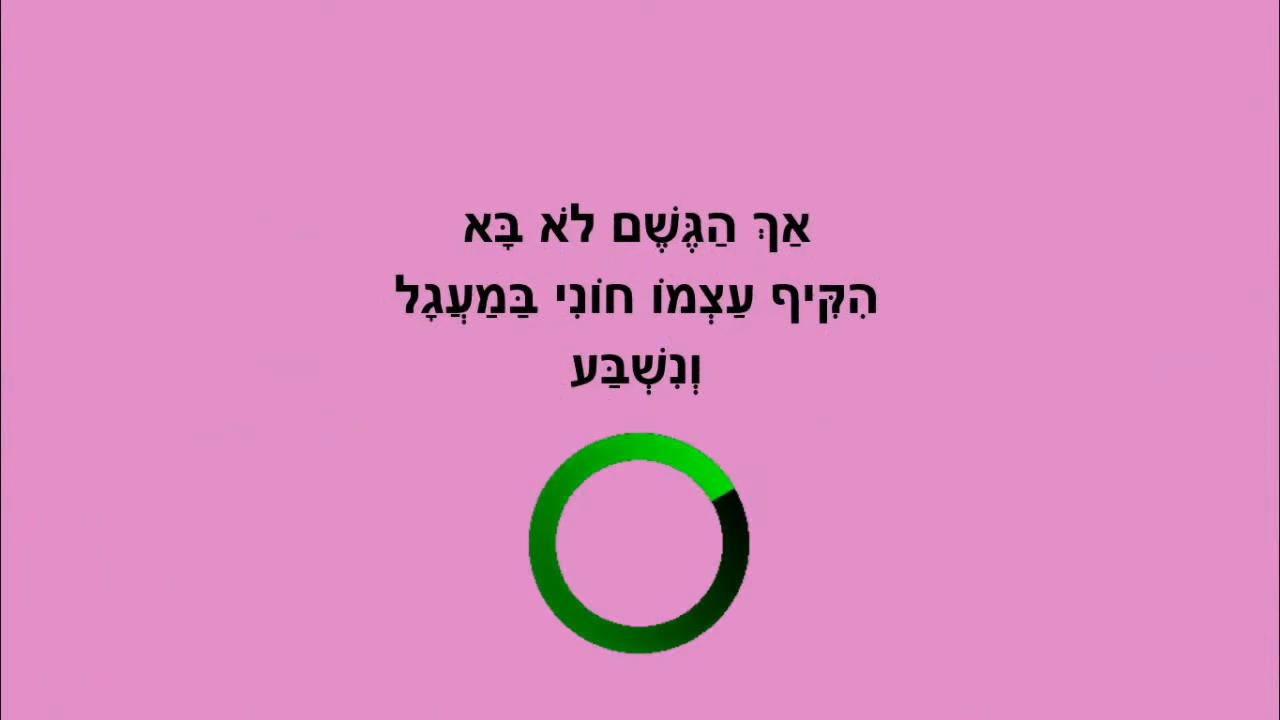 אַךְ הַגֶּשֶׁם לֹא בָּא
הִקִּיף עַצְמוֹ חוֹנִי בַּמַעֲגָל
וְנִשְׁבַּע